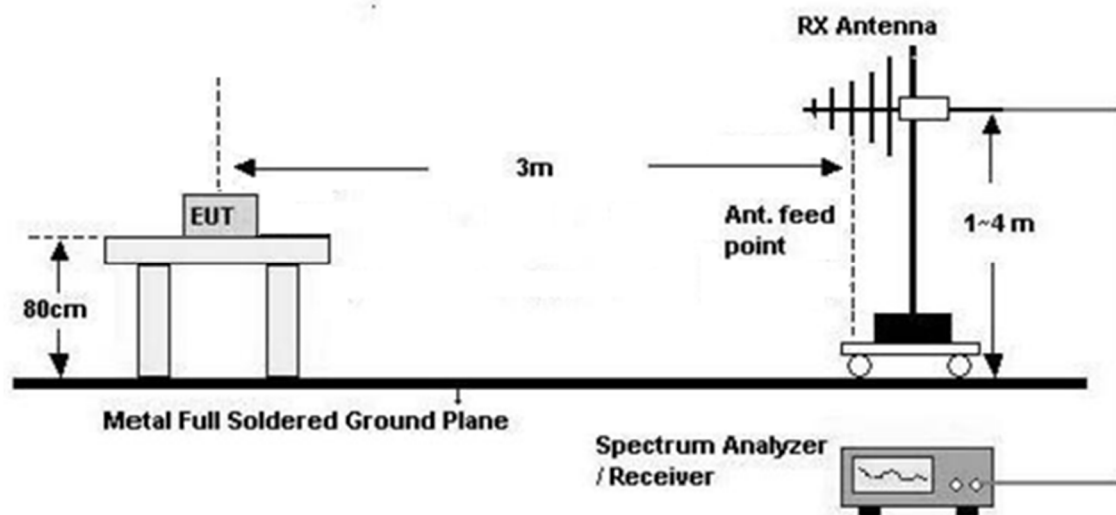 RX Antenna
3m
EUT
Ant. feed
point
1~4 m
80cm
Metal Full Soldered Ground Plane
Spectrum Analyzer
/ Receiver